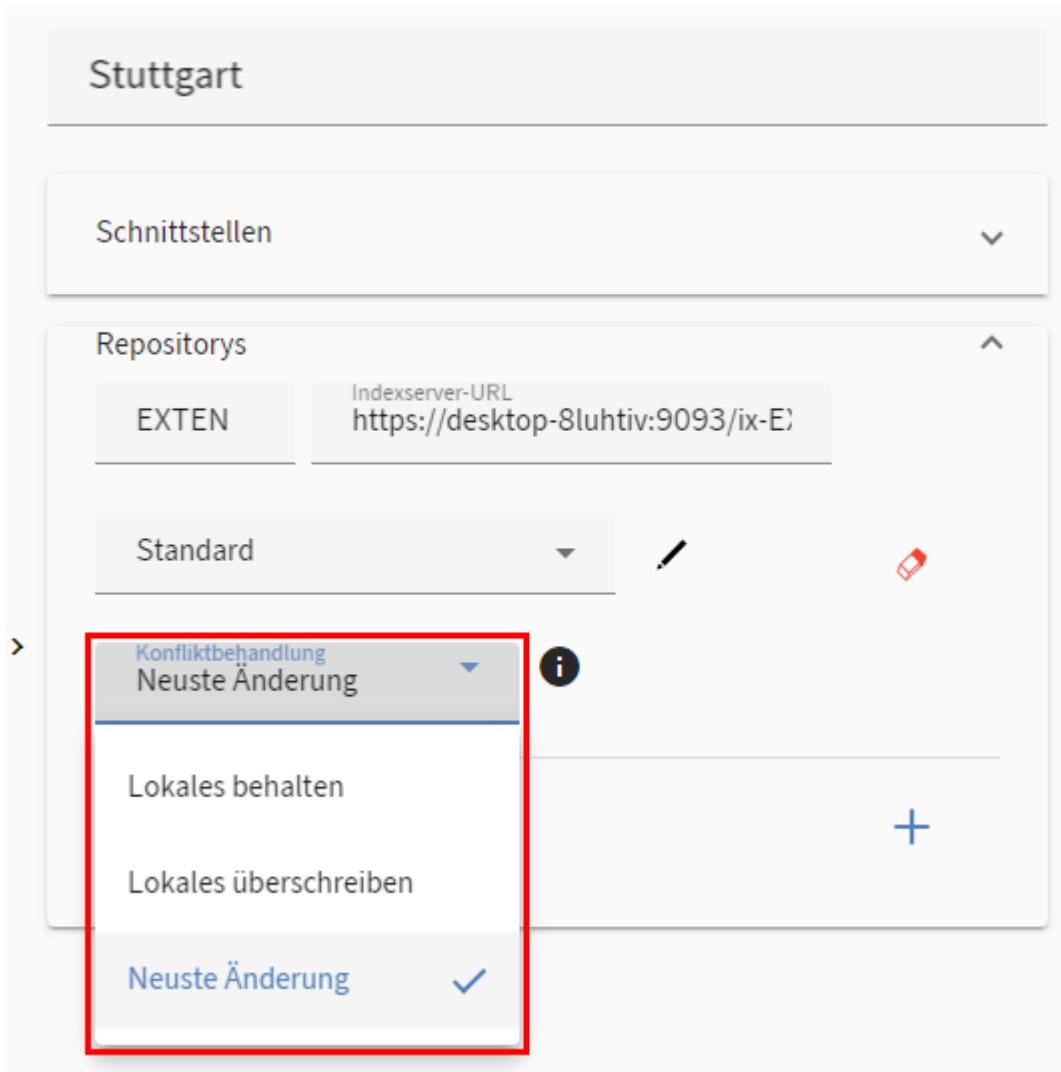 Stuttgart
Schnittstellen
Repositorys
EXTEN
Indexserver-URL
https://desktop-8luhtiv:9093/ix-E
Standard
Konfliktbehandlung
Neuste Änderung
Lokales behalten
Lokales überschreiben
Neuste Änderung